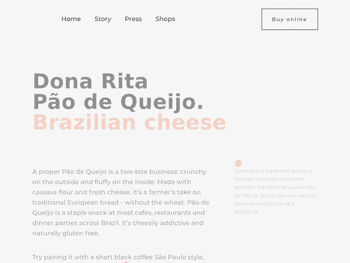 Home Story Press Shops
Buy online
Dona Rita
Pão de Queijo.
Brazilian cheese
A proper Pão de Queijo is a two-bite business: crunchy
on the outside and fluffy on the inside. Made with
cassava flour and fresh cheese, it's a farmer's take on
traditional European bread - without the wheat. Pão de
Queijo is a staple snack at most cafes, restaurants and
dinner parties across Brazil. It's cheerily addictive and
naturally gluten free.
Try pairing it with a short black coffee São Paulo style,